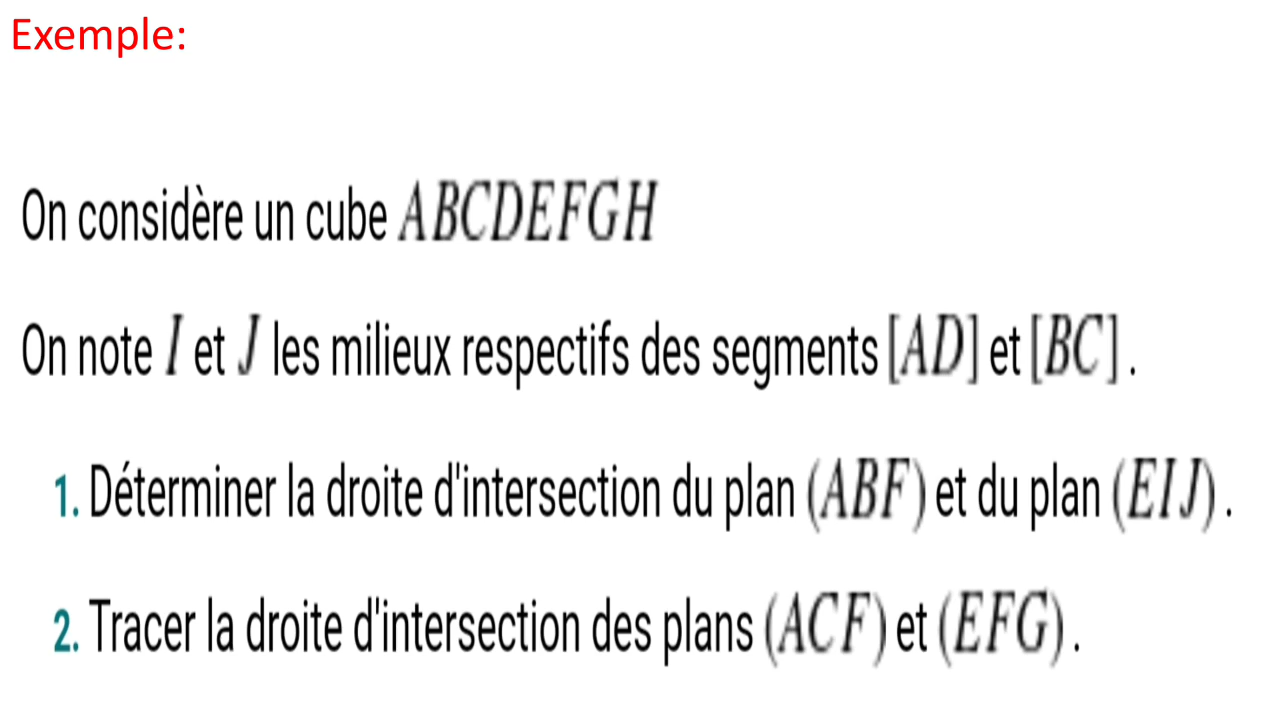 Exemple:
On considère un cube ABCDEFGH
On note I et J les milieux respectifs des segments [AD] et [BC] .
1. Déterminer la droite d'intersection du plan (ABF) et du plan (EIJ) .
2. Tracer la droite d'intersection des plans (ACF) et (EFG) .